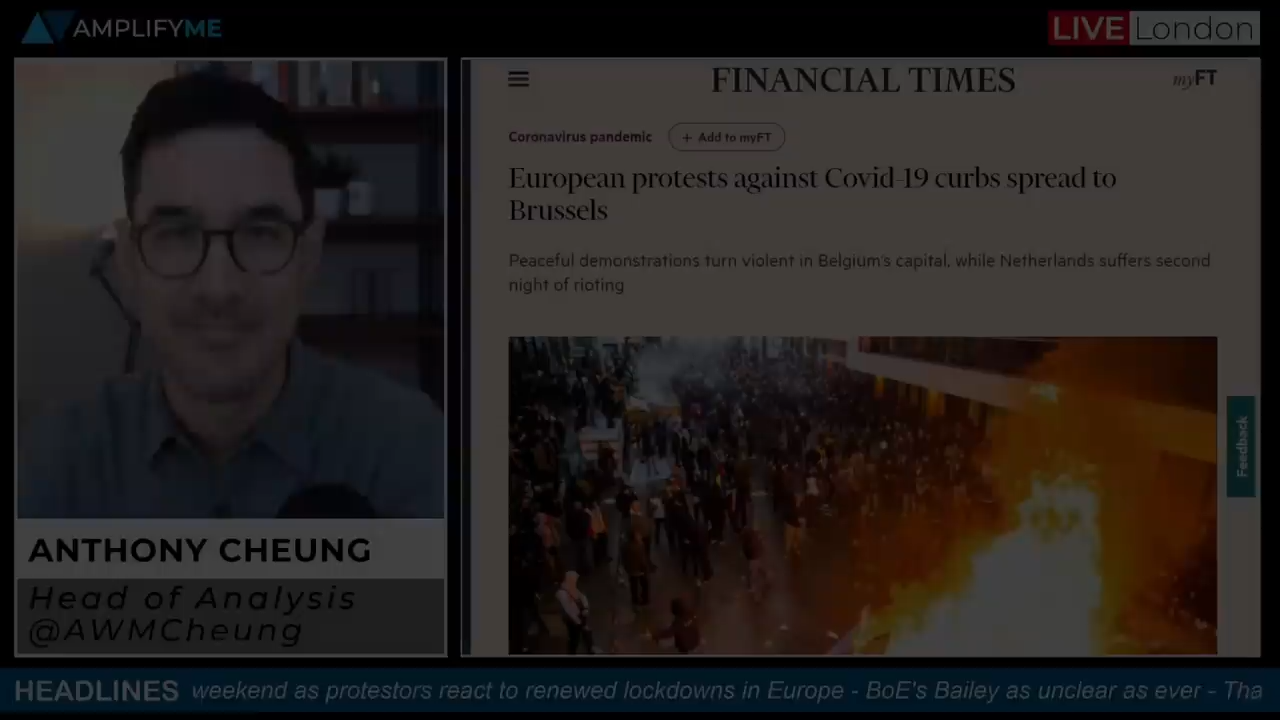 AMPLIFYME
LIVE London
FINANCIAL TIMES
myFT
Coronavirus pandemic
+ Add to myFT
European protests against Covid-19 curbs spread to
Brussels
Peaceful demonstrations turn violent in Belgium's capital, while Netherlands suffers second
night of rioting
Feedback
ANTHONY CHEUNG
Head of Analysis
@AWMCheung
HEADLINES weekend as protestors react to renewed lockdowns in Europe - BoE's Bailey as unclear as ever - Tha